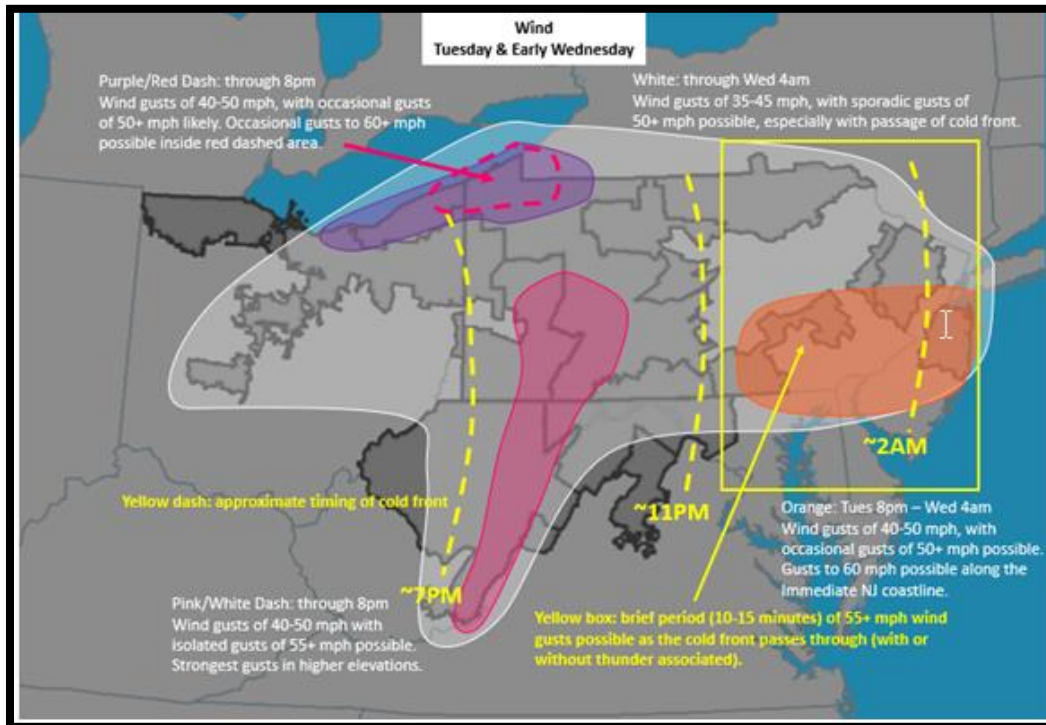 Wind
Tuesday & Early Wednesday
Purple/Red Dash: through 8pm
Wind gusts of 40-50 mph, with occasional gusts
of 50+ mph likely. Occasional gusts to 60+ mph
possible inside red dashed area.
White: through Wed 4am
Wind gusts of 35-45 mph, with sporadic gusts of
50+ mph possible, especially with passage of cold front.
~2AM
Yellow dash: approximate timing of cold front
~11PM
Orange: Tues 8pm – Wed 4am
Wind gusts of 40-50 mph, with
occasional gusts of 50+ mph possible.
Gusts to 60 mph possible along the
Immediate NJ coastline.
~7PM
Pink/White Dash: through 8pm
Wind gusts of 40-50 mph with
isolated gusts of 55+ mph possible.
Strongest gusts in higher elevations.
Yellow box: brief period (10-15 minutes) of 55+ mph wind
gusts possible as the cold front passes through (with or
without thunder associated).